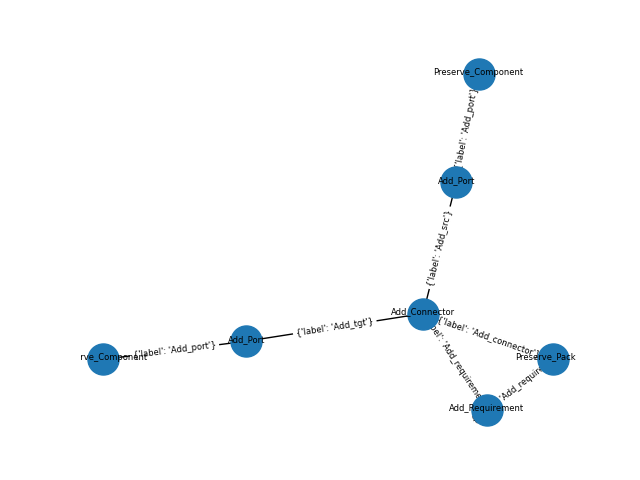 Preserve_Component
{'label': 'Add_port'}
Add_Port
{'label': 'Add_src'}
Add_Connector
{'label': 'Add_tgt'}
Add_Port
{'label': 'Add_port'}
rve_Component
{'label': 'Add_connector'}
Preserve_Pack
'Add_requir
bel': 'Add_requireme
Add_Requirement